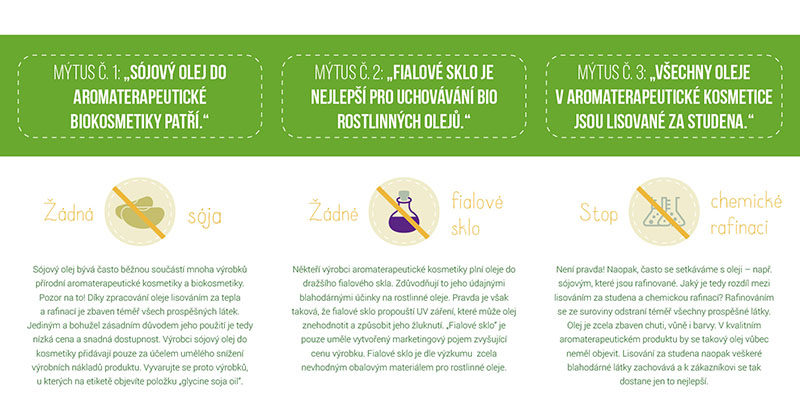 MÝTUS Č. 1: „SÓJOVÝ OLEJ DO
AROMATERAPEUTICKÉ
BIOKOSMETIKY PATŘÍ.“
MÝTUS Č. 2: „FIALOVÉ SKLO JE
NEJLEPŠÍ PRO UCHOVÁVÁNÍ BIO
ROSTLINNÝCH OLEJŮ.“
MÝTUS Č. 3: „VŠECHNY OLEJE
V AROMATERAPEUTICKÉ KOSMETICE
JSOU LISOVANÉ ZA STUDENA.“
Žádná sója
Žádné fialové
sklo
Stop chemické
rafinaci
Sójový olej bývá často běžnou součástí mnoha výrobků
přírodní aromaterapeutické kosmetiky a biokosmetiky.
Pozor na to! Díky zpracování oleje lisováním za tepla
a rafinací je zbaven téměř všech prospěšných látek.
Jediným a bohužel zásadním důvodem jeho použití je tedy
nízká cena a snadná dostupnost. Výrobci sójový olej do
kosmetiky přidávají pouze za účelem umělého snížení
výrobních nákladů produktu. Vyvarujte se proto výrobků,
u kterých na etiketě objevíte položku „glycine soja oil“.
Někteří výrobci aromaterapeutické kosmetiky plní oleje do
dražšího fialového skla. Zdůvodňují to jeho údajnými
blahodárnými účinky na rostlinné oleje. Pravda je však
taková, že fialové sklo propouští UV záření, které může olej
znehodnotit a způsobit jeho žluknutí. „Fialové sklo“ je
pouze uměle vytvořený marketingový pojem zvyšující
cenu výrobku. Fialové sklo je dle výzkumu zcela
nevhodným obalovým materiálem pro rostlinné oleje.
Není pravda! Naopak, často se setkáváme s oleji – např.
sójovým, které jsou rafinované. Jaký je tedy rozdíl mezi
lisováním za studena a chemickou rafinací? Rafinováním
se ze suroviny odstraní téměř všechny prospěšné látky.
Olej je zcela zbaven chuti, vůně i barvy. V kvalitním
aromaterapeutickém produktu by se takový olej vůbec
neměl objevit. Lisování za studena naopak veškeré
blahodárné látky zachovává a k zákazníkovi se tak
dostane jen to nejlepší.